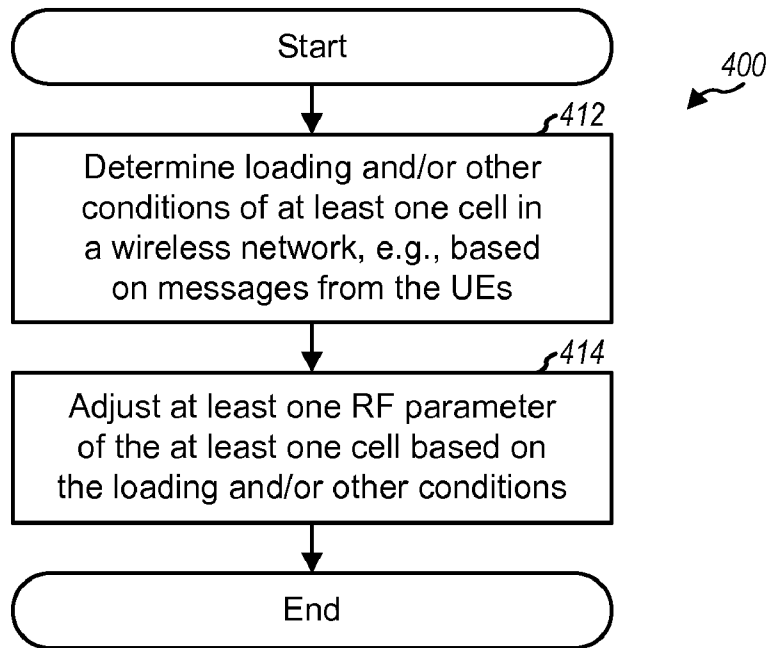 Start
400
412
Determine loading and/or other
conditions of at least one cell in
a wireless network, e.g., based
on messages from the UEs
414
Adjust at least one RF parameter
of the at least one cell based on
the loading and/or other conditions
End